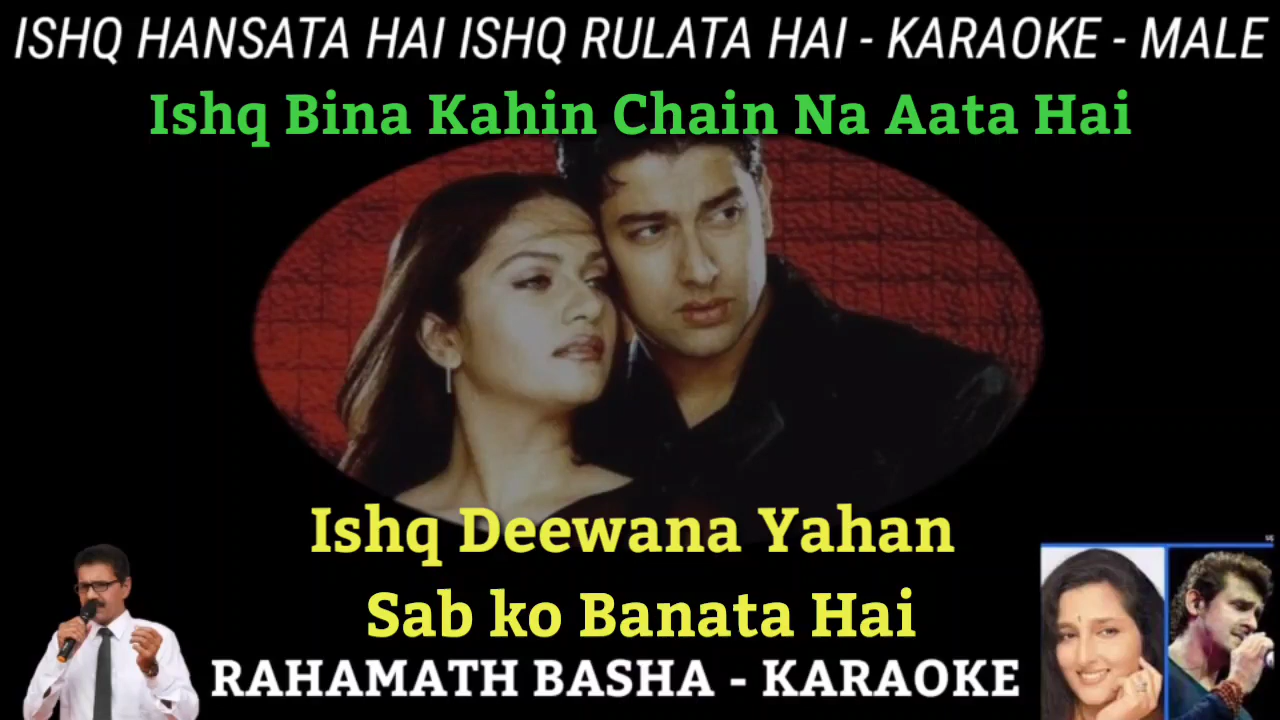 ISHQ HANSATA HAI ISHQ RULATA HAI - KARAOKE - MALE
Ishq Bina Kahin Chain Na Aata Hai
Ishq Deewana Yahan
Sab ko Banata Hai
RAHAMATH BASHA - KARAOKE